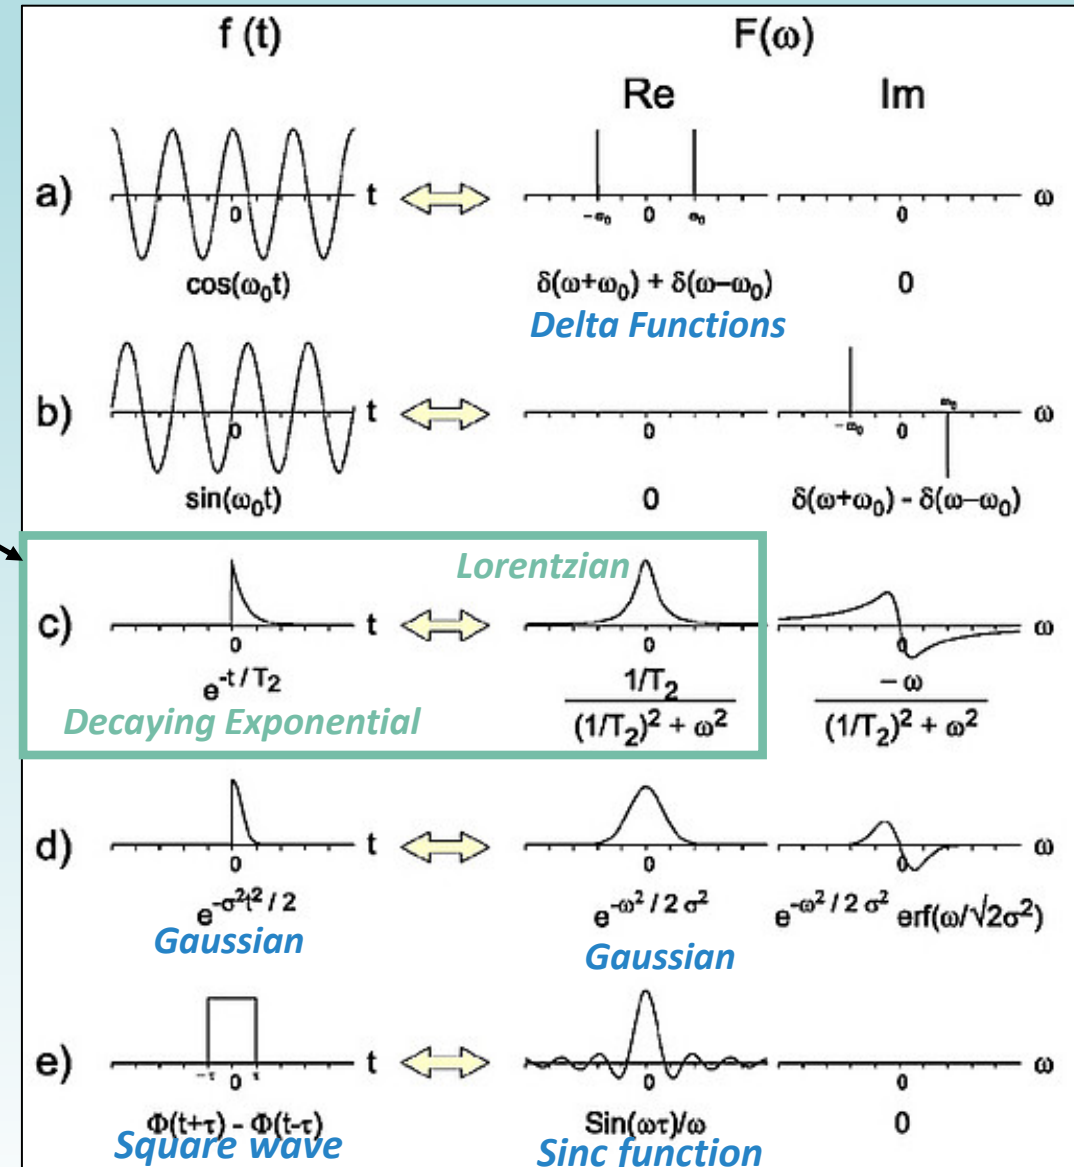 f (t) F(ω)
Re Im
a) 0 t -ω₀ 0 ω₀ 0 ω
cos(ω₀t) δ(ω+ω₀) + δ(ω−ω₀) 0
Delta Functions
b) 0 t 0 -ω₀ 0 ω₀ ω
sin(ω₀t) 0 δ(ω+ω₀) - δ(ω−ω₀)
Lorentzian
c) 0 t 0 0 ω
e^-t/T₂ 1/T₂ − ω
(1/T₂)² + ω² (1/T₂)² + ω²
Decaying Exponential
d) 0 t 0 0 ω
e^-σ²t²/2 e^-ω²/2 σ² e^-ω²/2 σ² erf(ω/√2σ²)
Gaussian Gaussian
e) -τ 0 τ t 0 0 ω
Φ(t+τ) - Φ(t-τ) Sin(ωτ)/ω 0
Square wave Sinc function